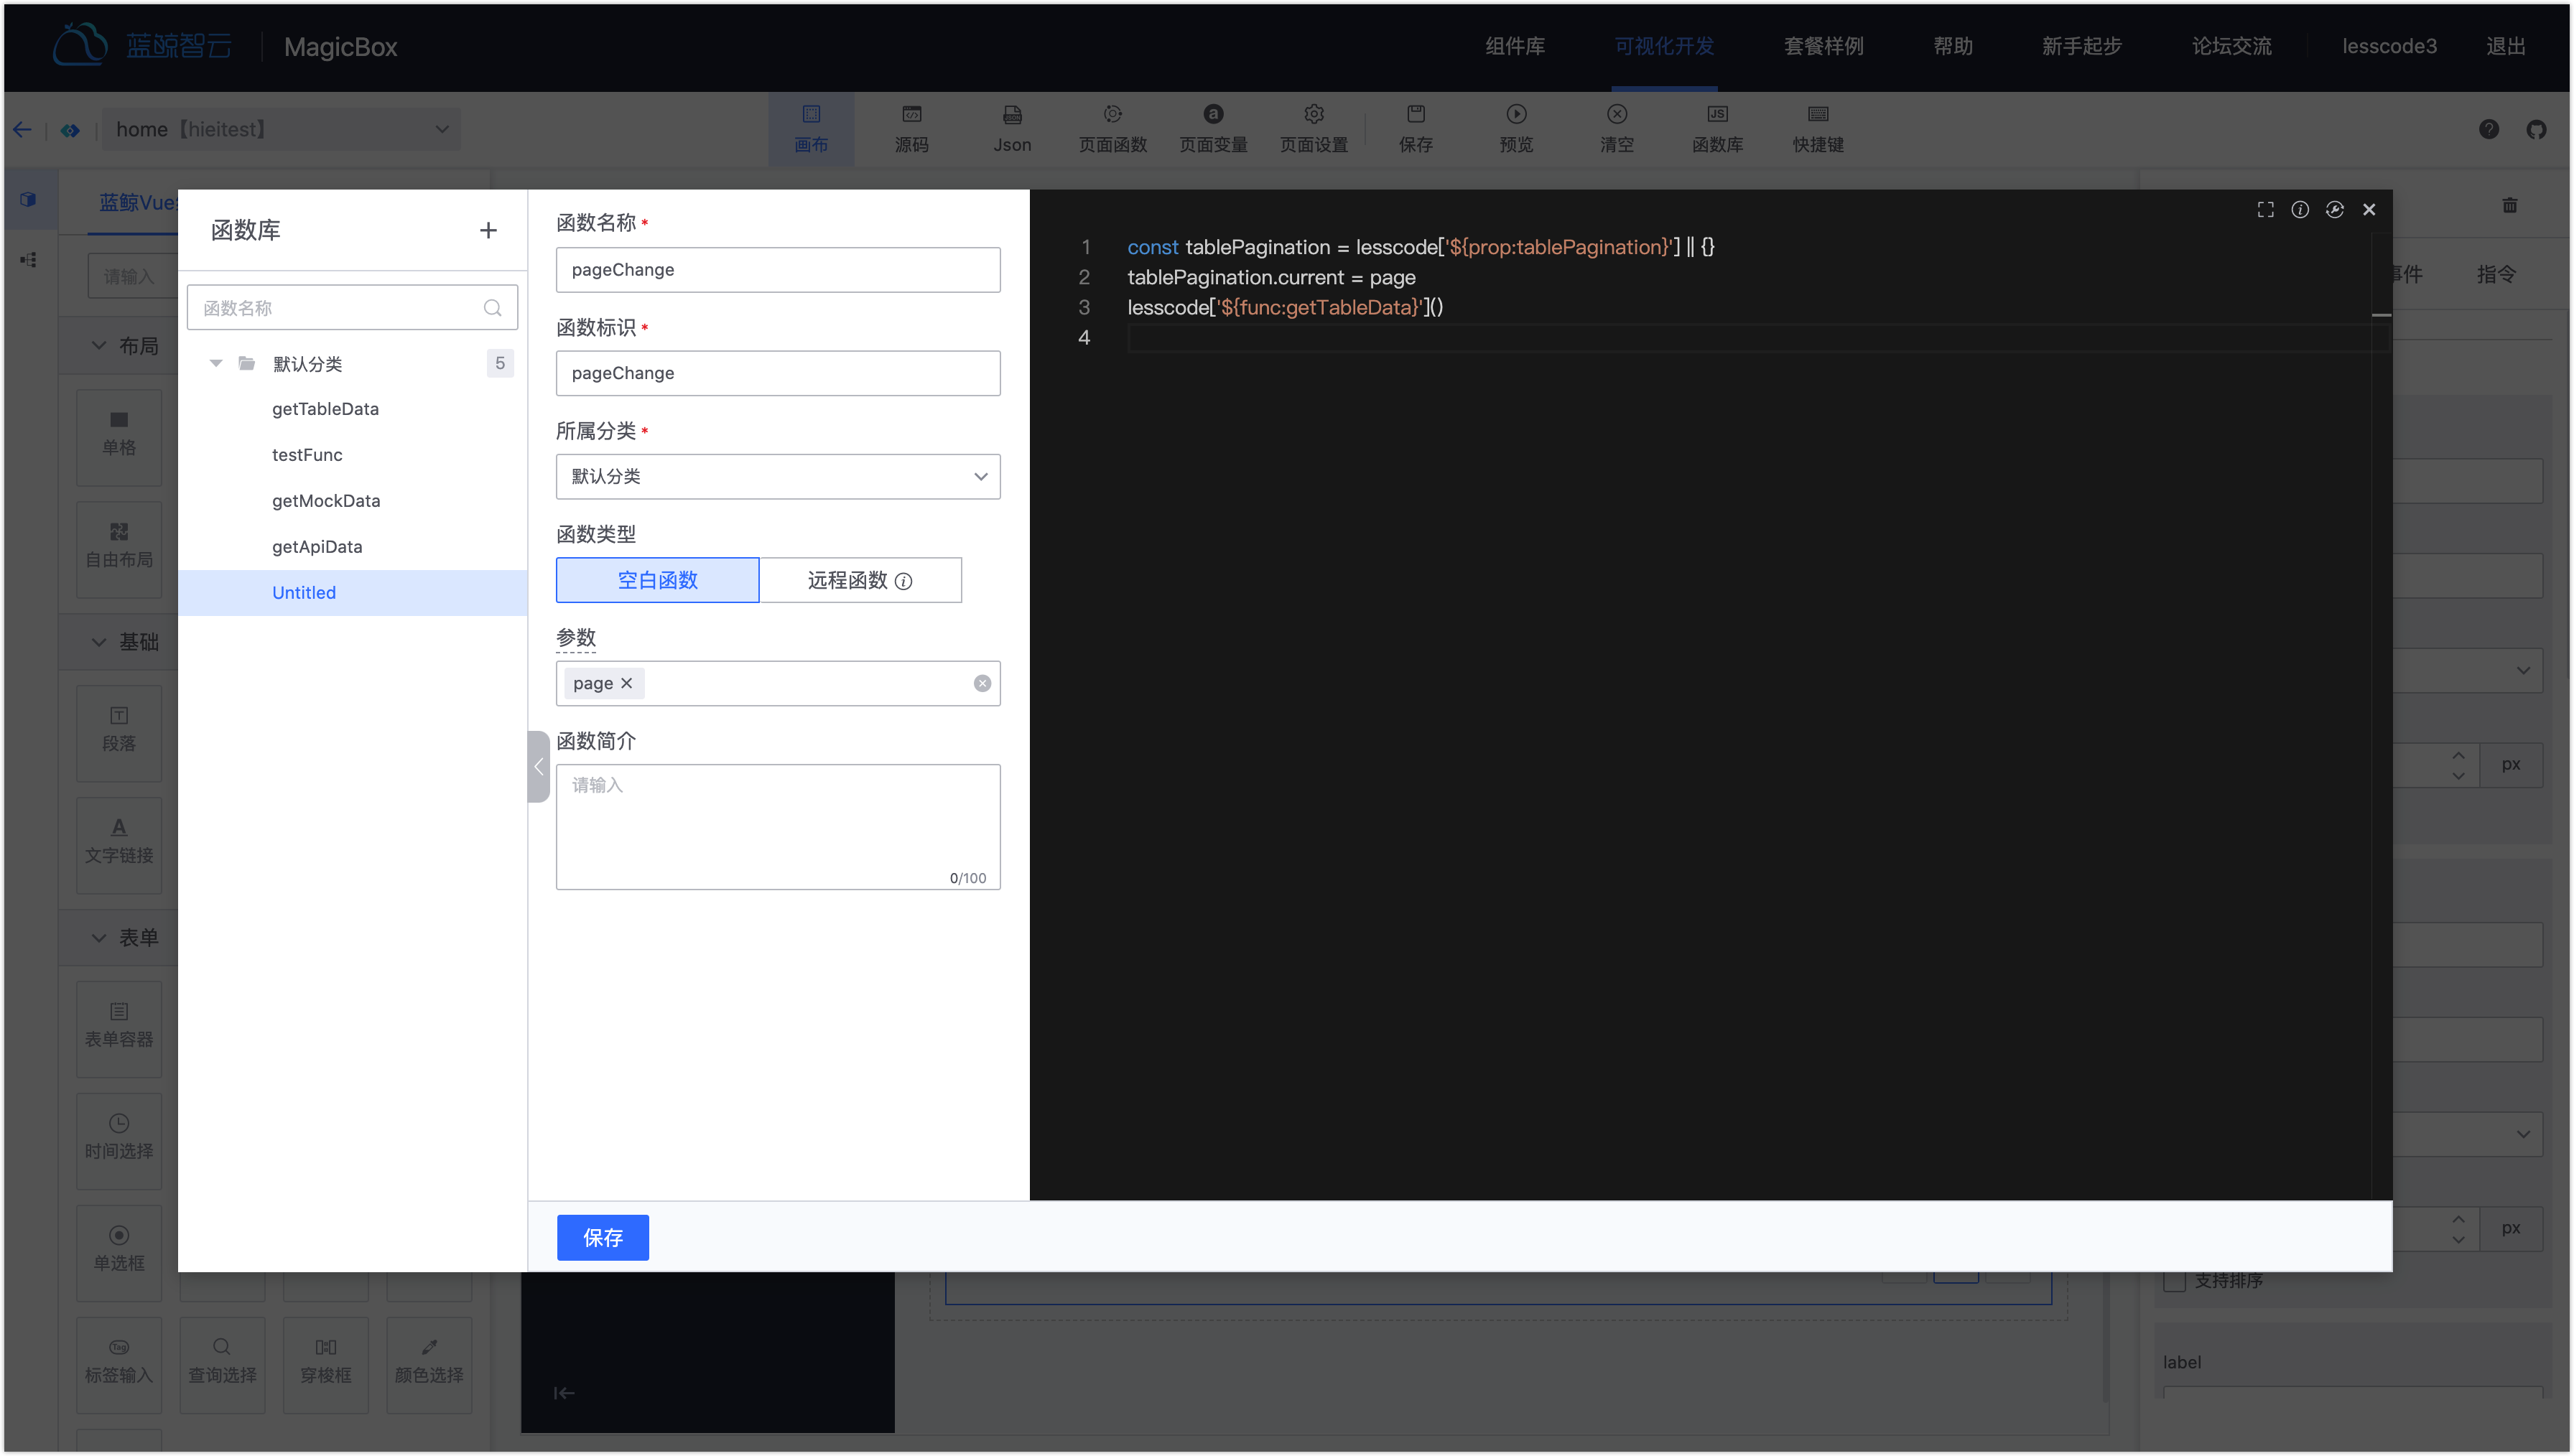 蓝鲸智云 MagicBox 组件库 可视化开发 套餐样例 帮助 新手起步 论坛交流 lesscode3 退出
home【hieitest】
画布 源码 Json 页面函数 页面变量 页面设置 保存 预览 清空 函数库 快捷键
蓝鲸Vue
请输入
布局
单格
自由布局
基础
段落
文字链接
表单
表单容器
时间选择
单选框
标签输入 查询选择 穿梭框 颜色选择
函数库
函数名称
默认分类 5
getTableData
testFunc
getMockData
getApiData
Untitled
函数名称 *
pageChange
函数标识 *
pageChange
所属分类 *
默认分类
函数类型
空白函数 远程函数
参数
page
函数简介
请输入
0/100
保存
1 const tablePagination = lesscode['${prop:tablePagination}'] || {}
2 tablePagination.current = page
3 lesscode['${func:getTableData}']()
4
事件 指令
px
px
支持排序
label